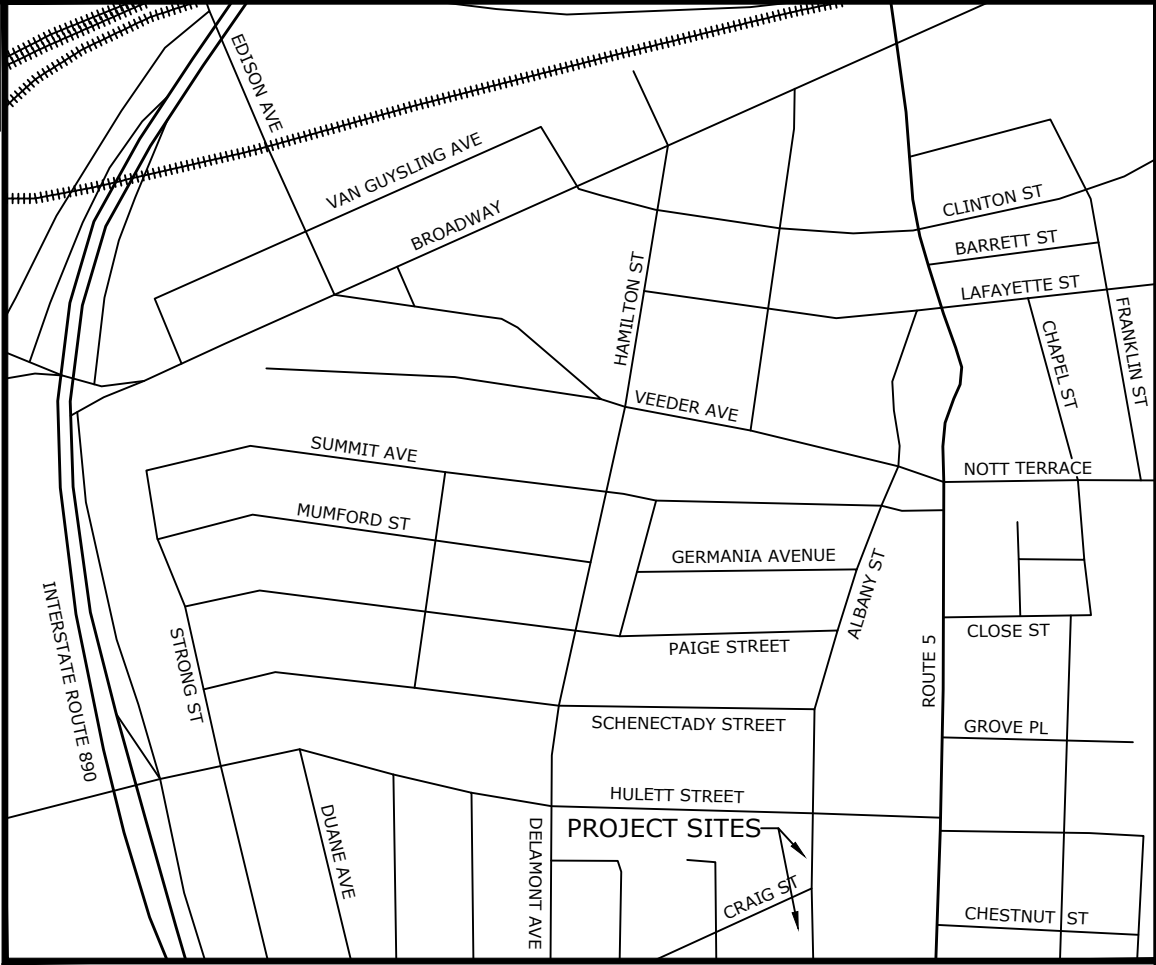 EDISON AVE
VAN GUYSLING AVE
BROADWAY
CLINTON ST
BARRETT ST
LAFAYETTE ST
HAMILTON ST
CHAPEL ST
FRANKLIN ST
VEEDER AVE
SUMMIT AVE
NOTT TERRACE
MUMFORD ST
GERMANIA AVENUE
ALBANY ST
INTERSTATE ROUTE 890
STRONG ST
PAIGE STREET
ROUTE 5
CLOSE ST
SCHENECTADY STREET
GROVE PL
HULETT STREET
DUANE AVE
DELAMONT AVE
PROJECT SITES
CRAIG ST
CHESTNUT ST